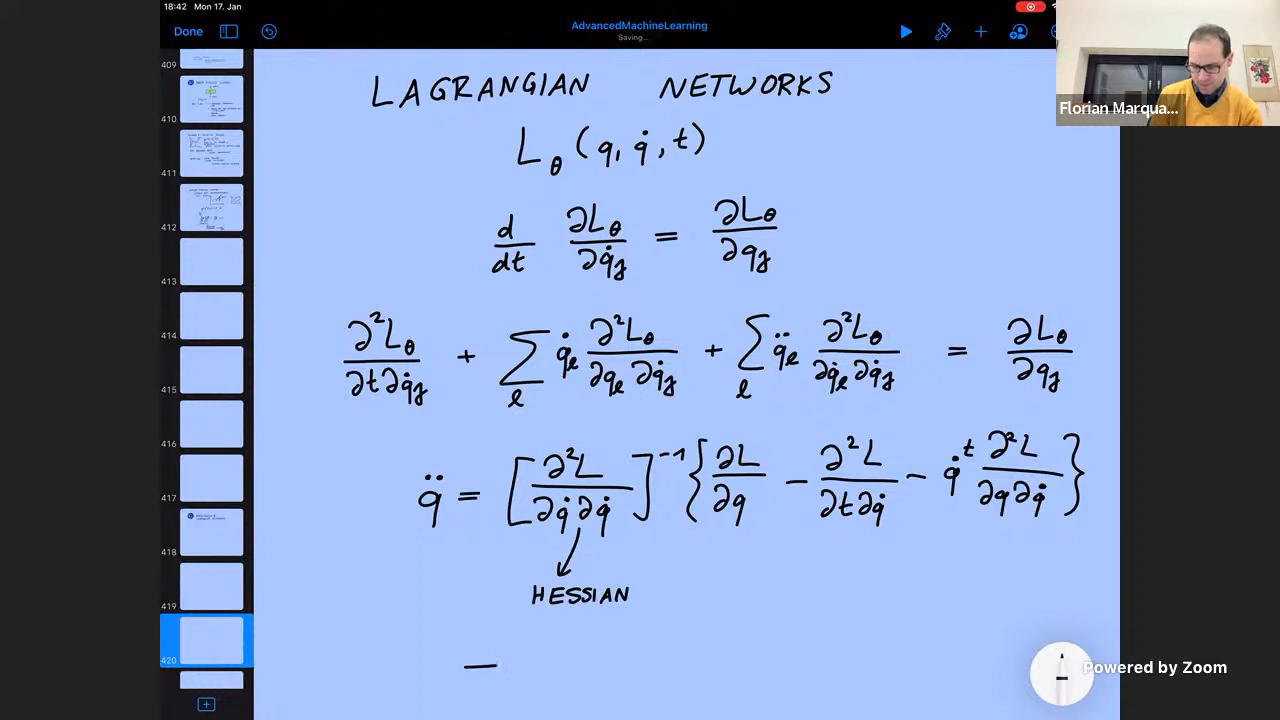 18:42 Mon 17. Jan
Done
AdvancedMachineLearning
Saving...
Florian Marqua...
409
410
411
412
413
414
415
416
417
418
419
420
LAGRANGIAN NETWORKS
L_θ (q, q̇, t)
d/dt ∂L_θ/∂q̇_j = ∂L_θ/∂q_j
∂²L_θ/∂t∂q̇_j + Σ_l q̇_l ∂²L_θ/∂q_l∂q̇_j + Σ_l q̈_l ∂²L_θ/∂q̇_l∂q̇_j = ∂L_θ/∂q_j
q̈ = [∂²L/∂q̇∂q̇]⁻¹ {∂L/∂q − ∂²L/∂t∂q̇ − q̇ᵗ ∂²L/∂q∂q̇}
HESSIAN
Powered by Zoom